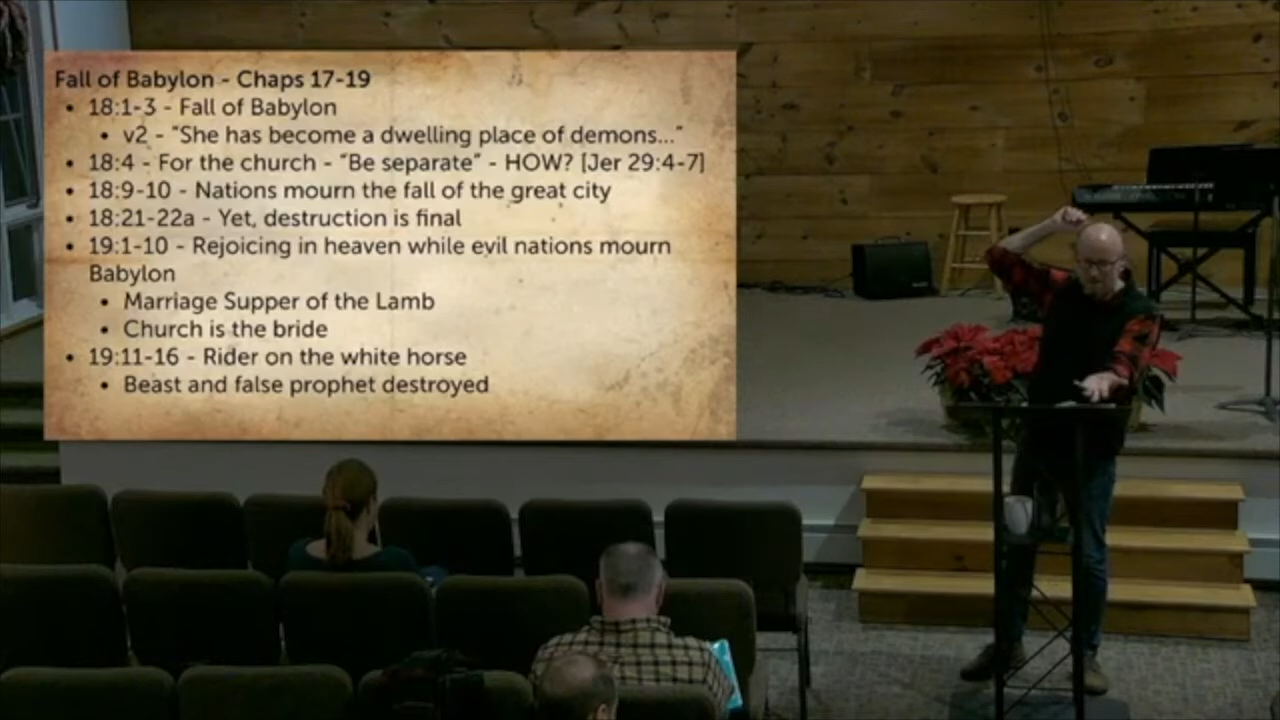 Fall of Babylon - Chaps 17-19
• 18:1-3 - Fall of Babylon
• v2 - "She has become a dwelling place of demons..."
• 18:4 - For the church - "Be separate" - HOW? [Jer 29:4-7]
• 18:9-10 - Nations mourn the fall of the great city
• 18:21-22a - Yet, destruction is final
• 19:1-10 - Rejoicing in heaven while evil nations mourn
Babylon
• Marriage Supper of the Lamb
• Church is the bride
• 19:11-16 - Rider on the white horse
• Beast and false prophet destroyed